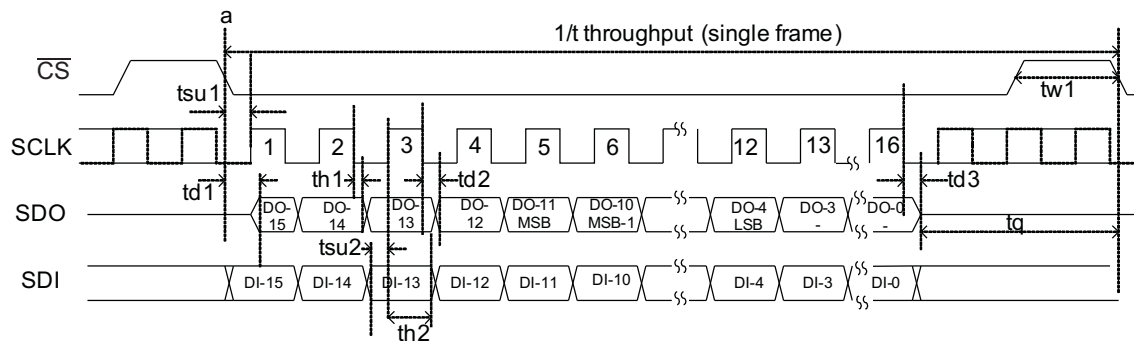 a
1/t throughput (single frame)
CS
tsu1
tw1
SCLK
1 2 3 4 5 6 12 13 16
td1
th1
td2
td3
SDO
DO-15 DO-14 DO-13 DO-12 DO-11 MSB DO-10 MSB-1 DO-4 LSB DO-3 - DO-0 -
tsu2
tq
SDI
DI-15 DI-14 DI-13 DI-12 DI-11 DI-10 DI-4 DI-3 DI-0
th2